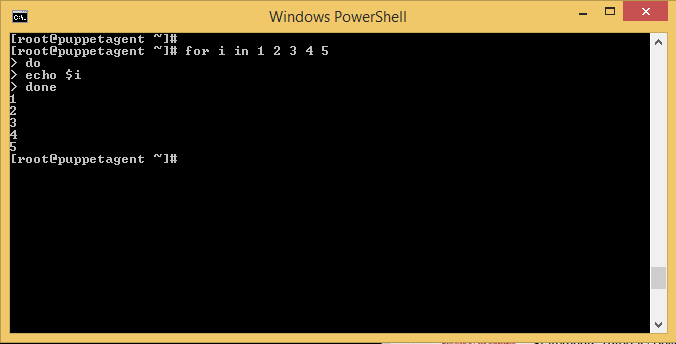 Windows PowerShell
[root@puppetagent ~]#
[root@puppetagent ~]# for i in 1 2 3 4 5
> do
> echo $i
> done
1
2
3
4
5
[root@puppetagent ~]#